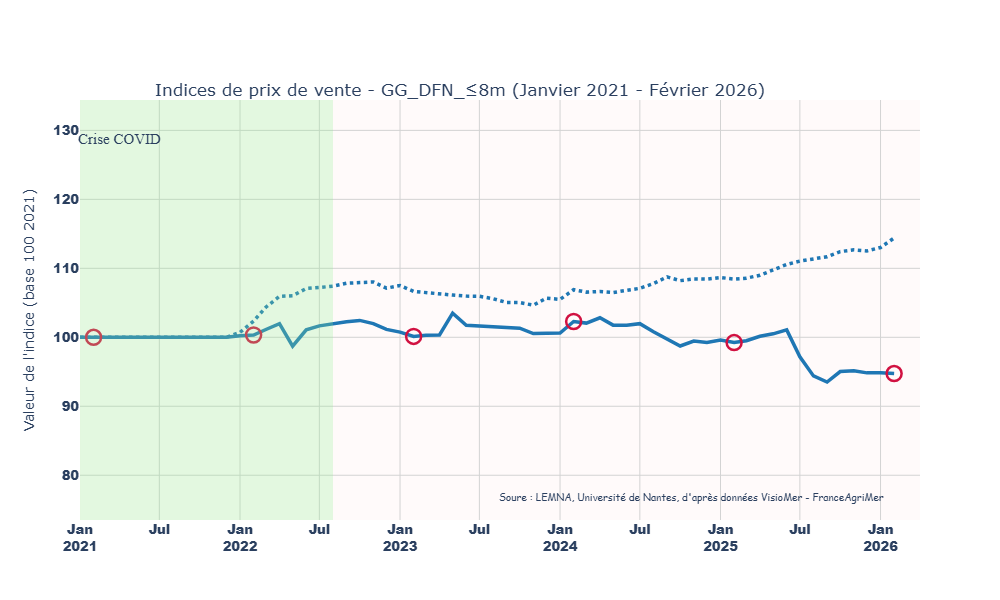 Indices de prix de vente - GG_DFN_≤8m (Janvier 2021 - Février 2026)
Valeur de l'Indice (base 100 2021)
130
Crise COVID
120
110
100
90
80
Soure : LEMNA, Université de Nantes, d'après données VisioMer - FranceAgriMer
Jan Jul Jan Jul Jan Jul Jan Jul Jan Jul Jan
2021 2022 2023 2024 2025 2026